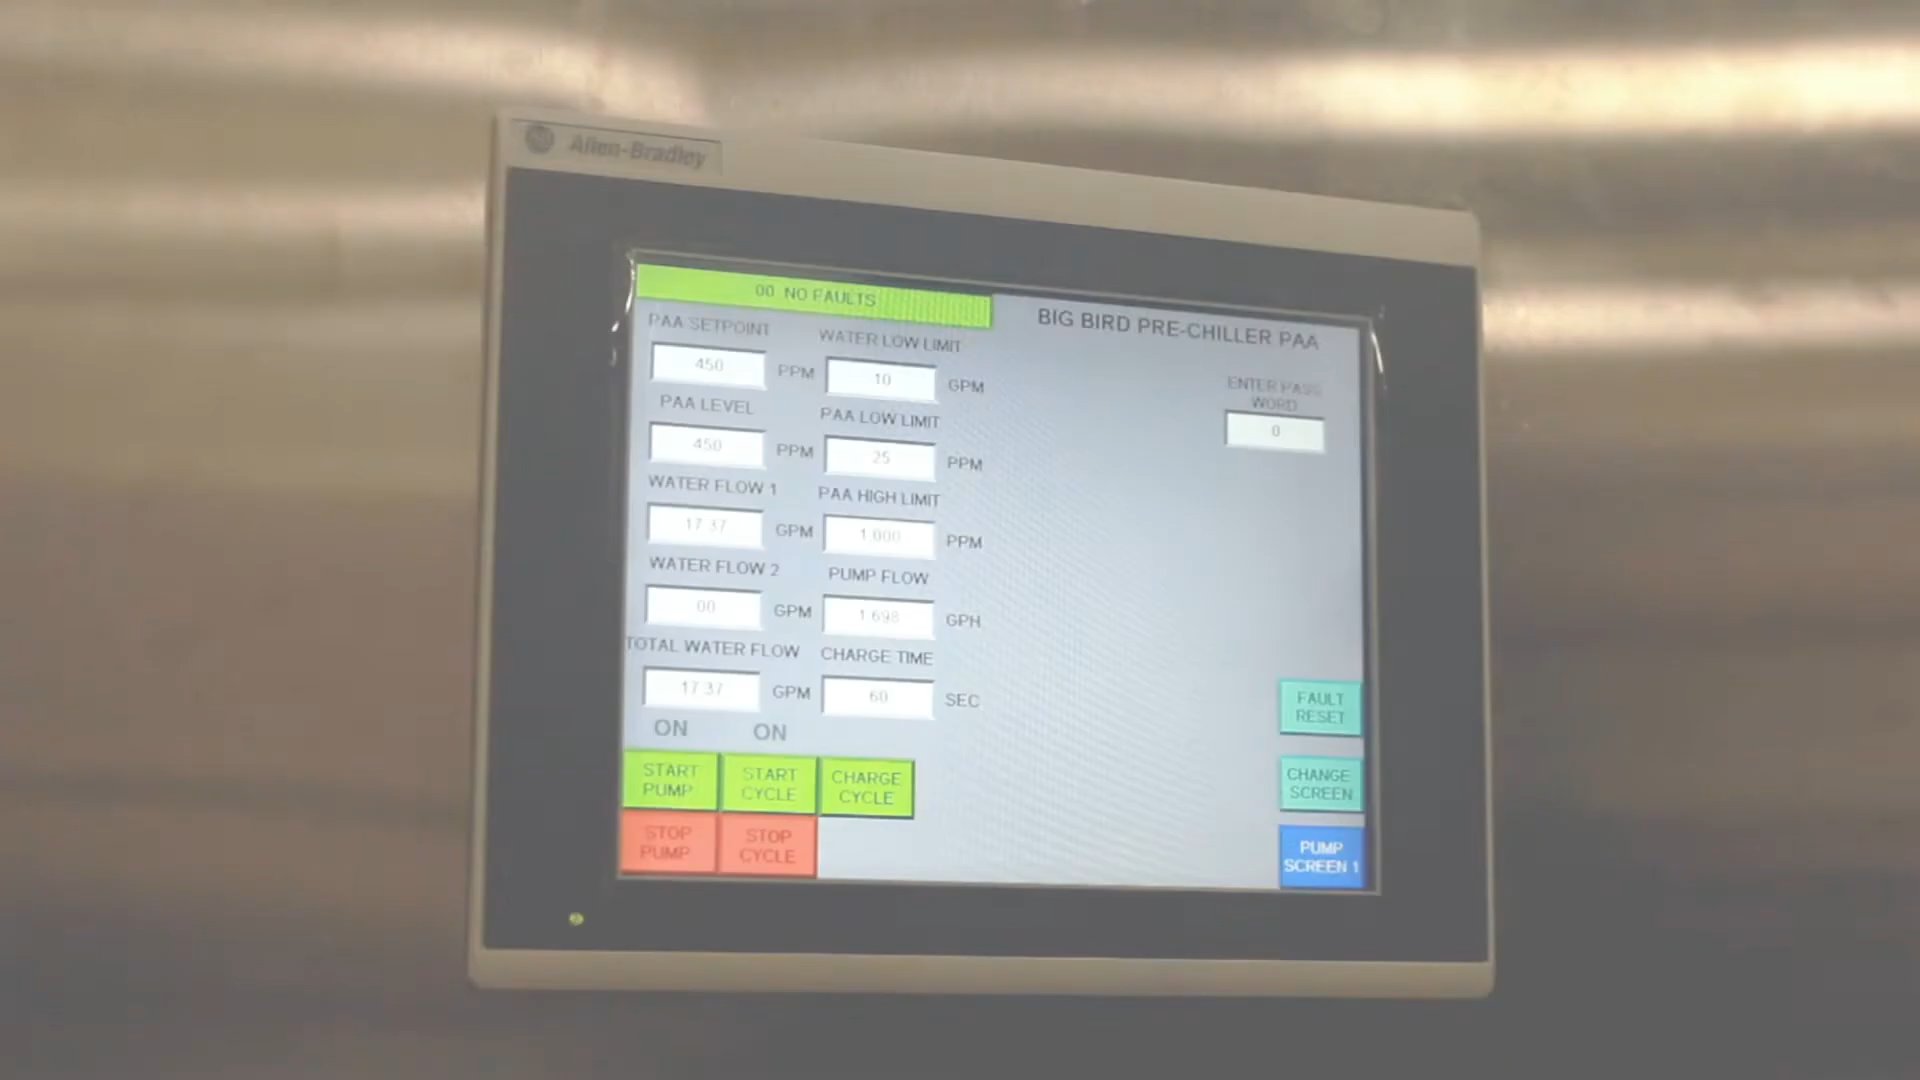 Allen-Bradley
00 NO FAULTS
BIG BIRD PRE-CHILLER PAA
PAA SETPOINT
450 PPM
WATER LOW LIMIT
10 GPM
ENTER PASS
WORD
0
PAA LEVEL
450 PPM
PAA LOW LIMIT
25 PPM
WATER FLOW 1
17.37 GPM
PAA HIGH LIMIT
1.000 PPM
WATER FLOW 2
00 GPM
PUMP FLOW
1.698 GPH
TOTAL WATER FLOW
17.37 GPM
CHARGE TIME
60 SEC
ON
ON
START
PUMP
START
CYCLE
CHARGE
CYCLE
STOP
PUMP
STOP
CYCLE
FAULT
RESET
CHANGE
SCREEN
PUMP
SCREEN 1